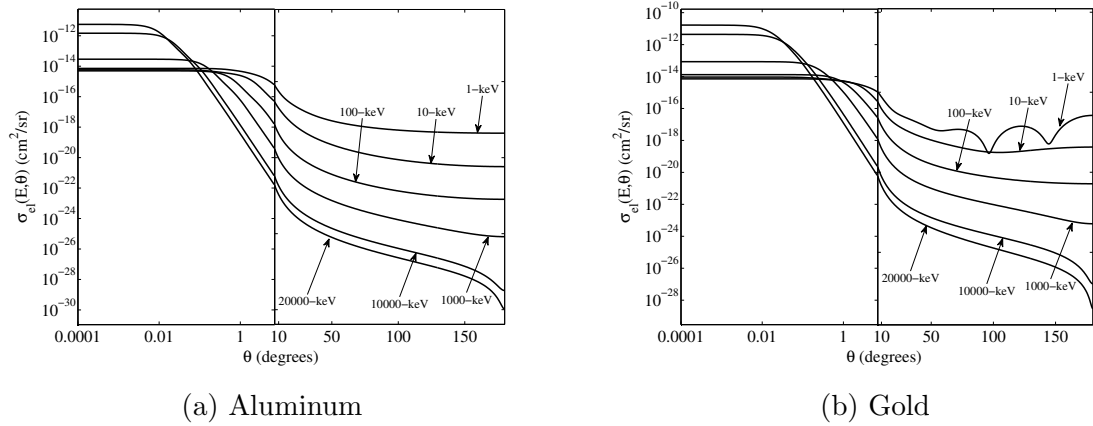 10⁻¹²
10⁻¹⁴
10⁻¹⁶
10⁻¹⁸
10⁻²⁰
10⁻²²
10⁻²⁴
10⁻²⁶
10⁻²⁸
10⁻³⁰
σel(E,θ) (cm²/sr)
100−keV
10−keV
1−keV
20000−keV
10000−keV
1000−keV
0.0001
0.01
1
10
50
100
150
θ (degrees)
(a) Aluminum
10⁻¹⁰
10⁻¹²
10⁻¹⁴
10⁻¹⁶
10⁻¹⁸
10⁻²⁰
10⁻²²
10⁻²⁴
10⁻²⁶
10⁻²⁸
σel(E,θ) (cm²/sr)
100−keV
10−keV
1−keV
20000−keV
10000−keV
1000−keV
0.0001
0.01
1
10
50
100
150
θ (degrees)
(b) Gold